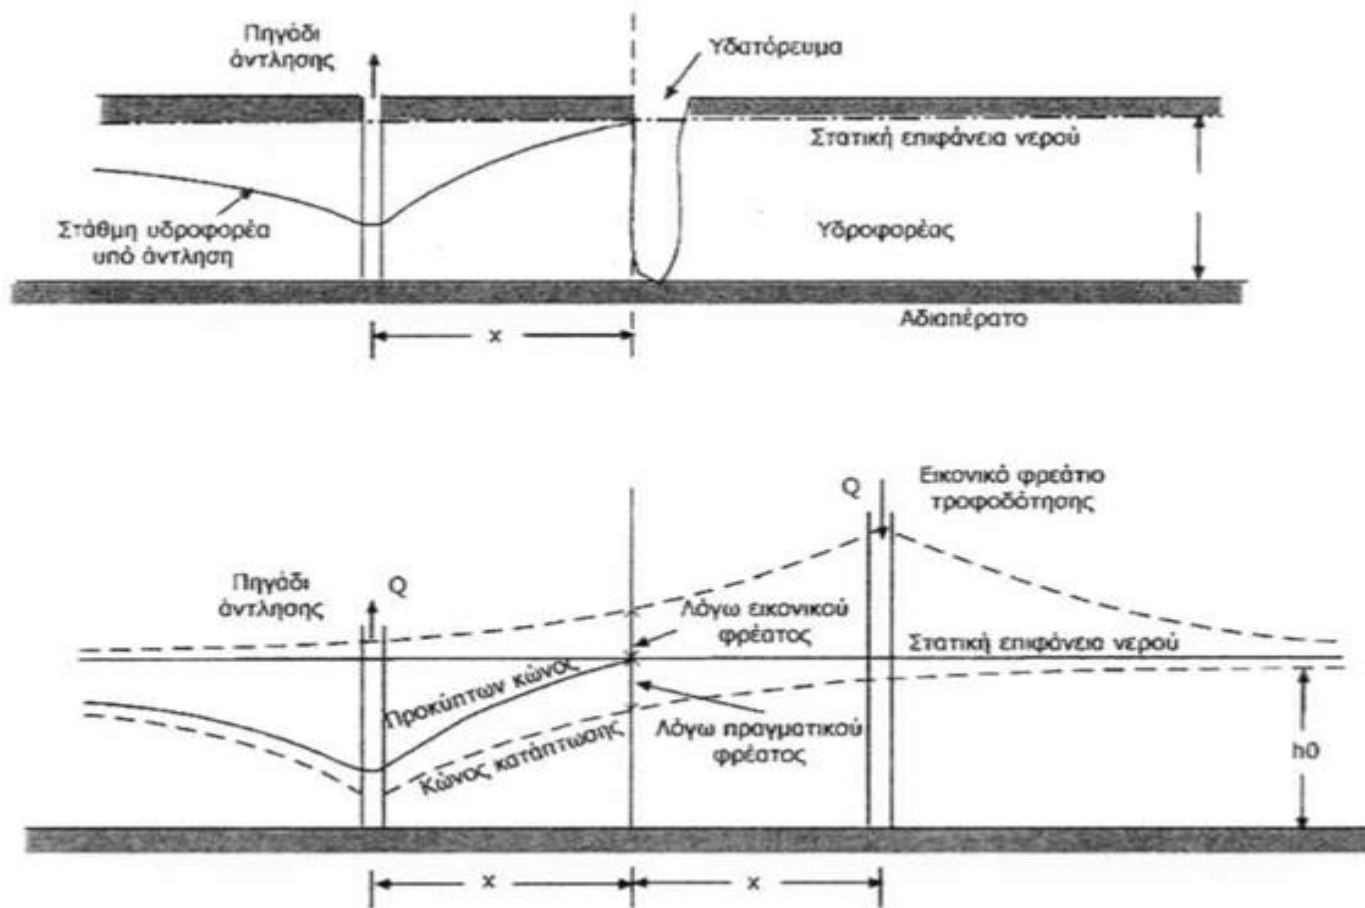 Πηγάδι
άντλησης
Υδατόρευμα
Στατική επιφάνεια νερού
Στάθμη υδροφορέα
υπό άντληση
Υδροφορέας
Αδιαπέρατο
x
Q
Εικονικό φρεάτιο
τροφοδότησης
Πηγάδι
άντλησης
Q
Λόγω εικονικού
φρέατος
Στατική επιφάνεια νερού
Προκύπτων κώνος
Κώνος κατάπτωσης
Λόγω πραγματικού
φρέατος
h0
x
x